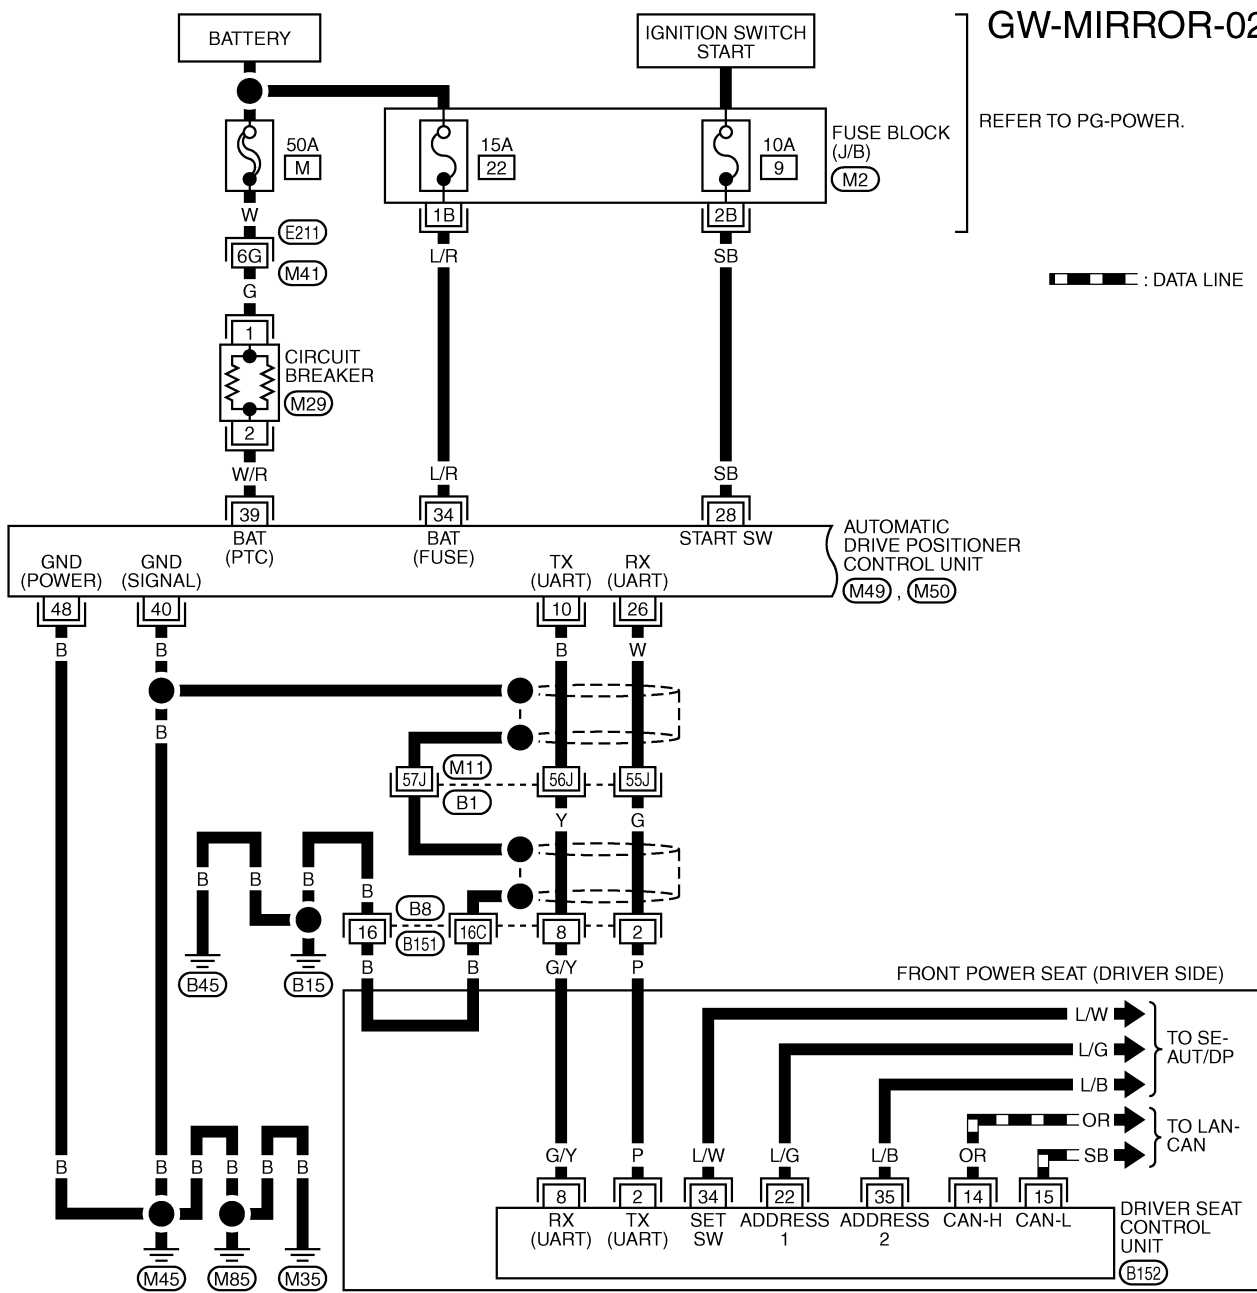 GW-MIRROR-02
BATTERY
IGNITION SWITCH
START
REFER TO PG-POWER.
50A
M
15A
22
10A
9
FUSE BLOCK
(J/B)
M2
W
1B
2B
E211
6G
L/R
SB
M41
G
: DATA LINE
1
CIRCUIT
BREAKER
M29
2
W/R
L/R
SB
39
34
28
BAT
(PTC)
BAT
(FUSE)
START SW
AUTOMATIC
DRIVE POSITIONER
CONTROL UNIT
M49 , M50
GND
(POWER)
GND
(SIGNAL)
TX
(UART)
RX
(UART)
48
40
10
26
B
B
B
W
B
57J
M11
B1
56J
55J
Y
G
B
B
B
B
B8
16
B151
16C
8
2
B
B
G/Y
P
B45
B15
FRONT POWER SEAT (DRIVER SIDE)
L/W
L/G
L/B
TO SE-
AUT/DP
OR
SB
TO LAN-
CAN
B
B
B
B
B
B
G/Y
P
L/W
L/G
L/B
OR
8
2
34
22
35
14
15
RX
(UART)
TX
(UART)
SET
SW
ADDRESS
1
ADDRESS
2
CAN-H
CAN-L
DRIVER SEAT
CONTROL
UNIT
B152
M45
M85
M35